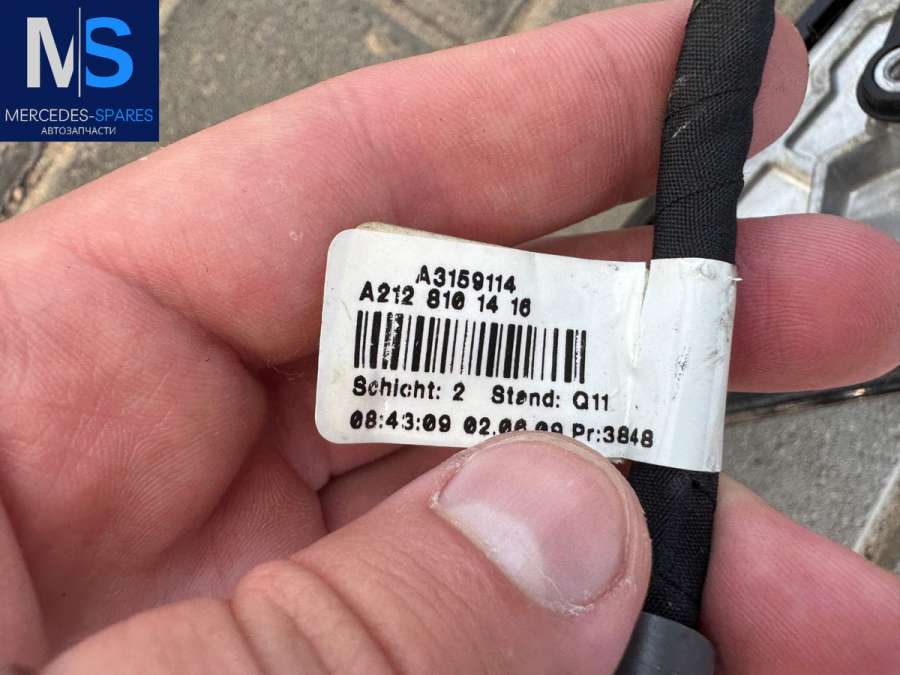 MS
MERCEDES-SPARES
АВТОЗАПЧАСТИ
A3159114
A212 810 14 16
Schicht: 2 Stand: Q11
08:43:09 02.06.09 Pr:3848